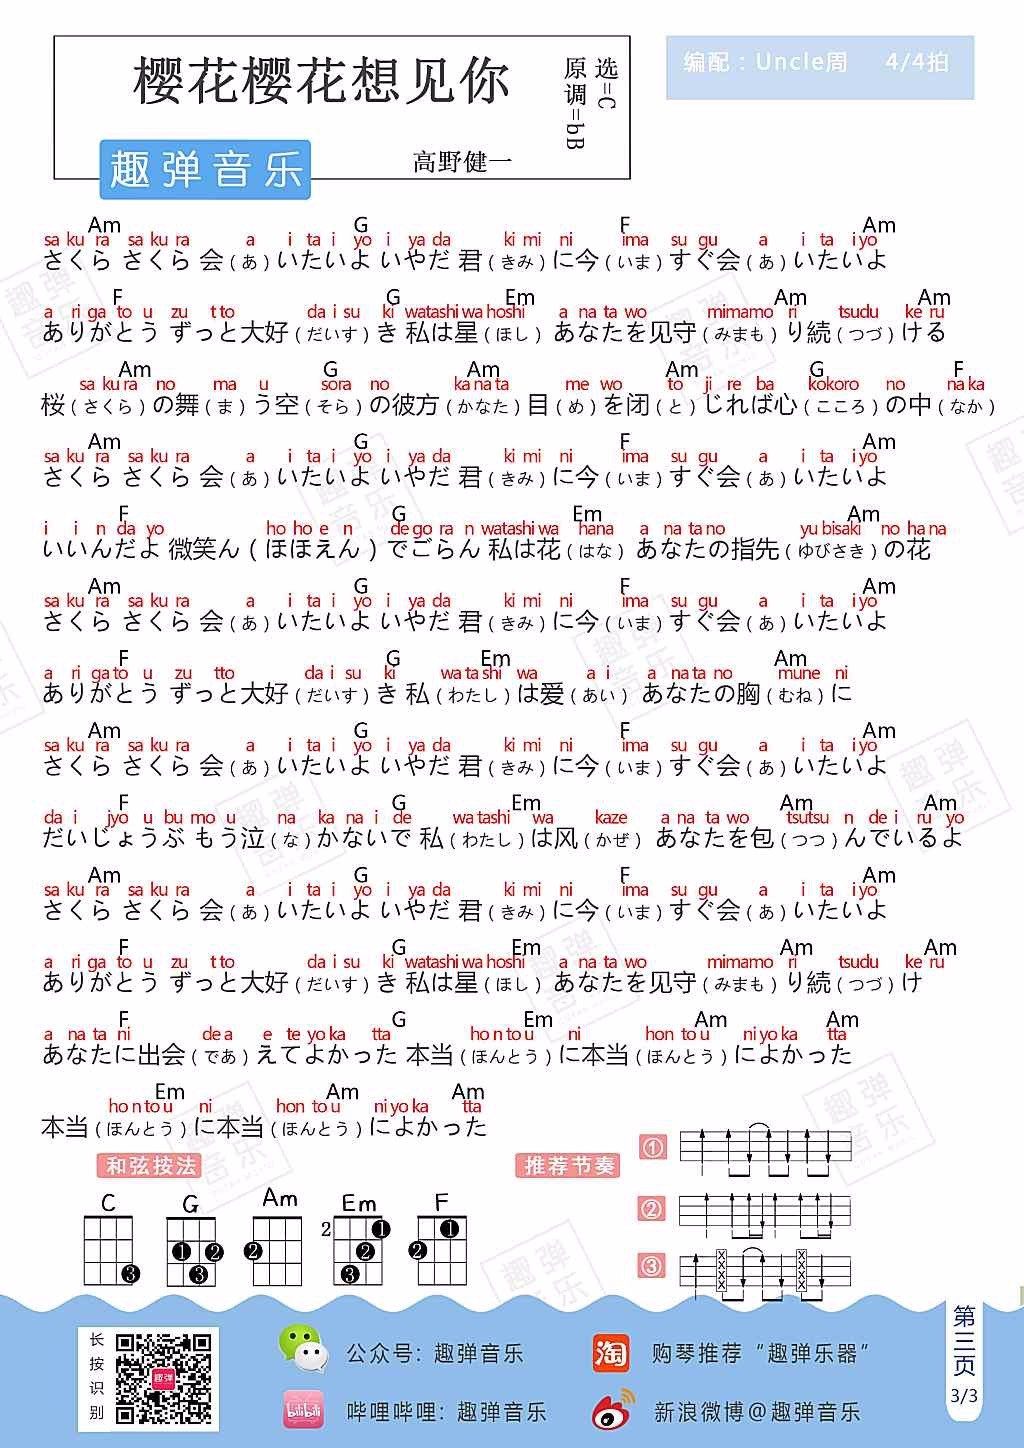 樱花樱花想见你
原调=bB
选=C
编配：Uncle周 4/4拍
趣弹音乐
高野健一
Am G F Am
sa ku ra sa ku ra a i ta i yo i ya da ki mi ni ima su gu a i ta iyo
さくら さくら 会（あ）いたいよ いやだ 君（きみ）に今（いま）すぐ会（あ）いたいよ
F G Em Am Am
a ri ga to u zu t to da i su ki watashi wa hoshi a na ta wo mimamo ri tsudu ke ru
ありがとう ずっと大好（だいす）き 私は星（ほし） あなたを见守（みまも）り続（つづ）ける
Am G Am Am G F
sa ku ra no ma u sora no ka na ta me wo to ji re ba kokoro no na ka
桜（さくら）の舞（ま）う空（そら）の彼方（かなた）目（め）を闭（と）じれば心（こころ）の中（なか）
Am G F Am
sa ku ra sa ku ra a i ta i yo i ya da ki mi ni ima su gu a i ta iyo
さくら さくら 会（あ）いたいよ いやだ 君（きみ）に今（いま）すぐ会（あ）いたいよ
F G Em Am
i i n da yo ho ho e n de go ra n watashi wa hana a na ta no yu bisaki no ha na
いいんだよ 微笑ん（ほほえん）でごらん 私は花（はな） あなたの指先（ゆびさき）の花
Am G F Am
sa ku ra sa ku ra a i ta i yo i ya da ki mi ni ima su gu a i ta iyo
さくら さくら 会（あ）いたいよ いやだ 君（きみ）に今（いま）すぐ会（あ）いたいよ
F G Em Am
a ri ga to u zu tto da i su ki wa ta shi wa a i a na ta no mune ni
ありがとう ずっと大好（だいす）き 私（わたし）は爱（あい） あなたの胸（むね）に
Am G F Am
sa ku ra sa ku ra a i ta i yo i ya da ki mi ni ima su gu a i ta iyo
さくら さくら 会（あ）いたいよ いやだ 君（きみ）に今（いま）すぐ会（あ）いたいよ
F G Em Am Am
da i jyo u bu mo u na ka na i de wa tashi wa kaze a na ta wo tsutsu n de i ru yo
だいじょうぶ もう泣（な）かないで 私（わたし）は风（かぜ） あなたを包（つつ）んでいるよ
Am G F Am
sa ku ra sa ku ra a i ta i yo i ya da ki mi ni ima su gu a i ta iyo
さくら さくら 会（あ）いたいよ いやだ 君（きみ）に今（いま）すぐ会（あ）いたいよ
F G Em Am Am
a ri ga to u zu t to da i su ki watashi wa hoshi a na ta wo mimamo ri tsudu ke ru
ありがとう ずっと大好（だいす）き 私は星（ほし） あなたを见守（みまも）り続（つづ）け
F G Em Am Am
a na ta ni de a e te yo ka tta ho n to u ni hon to u ni yo ka tta
あなたに出会（であ）えてよかった 本当（ほんとう）に本当（ほんとう）によかった
Em Am Am
ho n to u ni hon to u ni yo ka tta
本当（ほんとう）に本当（ほんとう）によかった
和弦按法
推荐节奏
C G Am Em F
3
1 2 3
2
2 1 2 3
1 2
①
②
③
X X X X X X X X
长按识别
趣弹
公众号：趣弹音乐
淘
购琴推荐“趣弹乐器”
bilibili
哔哩哔哩：趣弹音乐
新浪微博@趣弹音乐
第三页
3/3